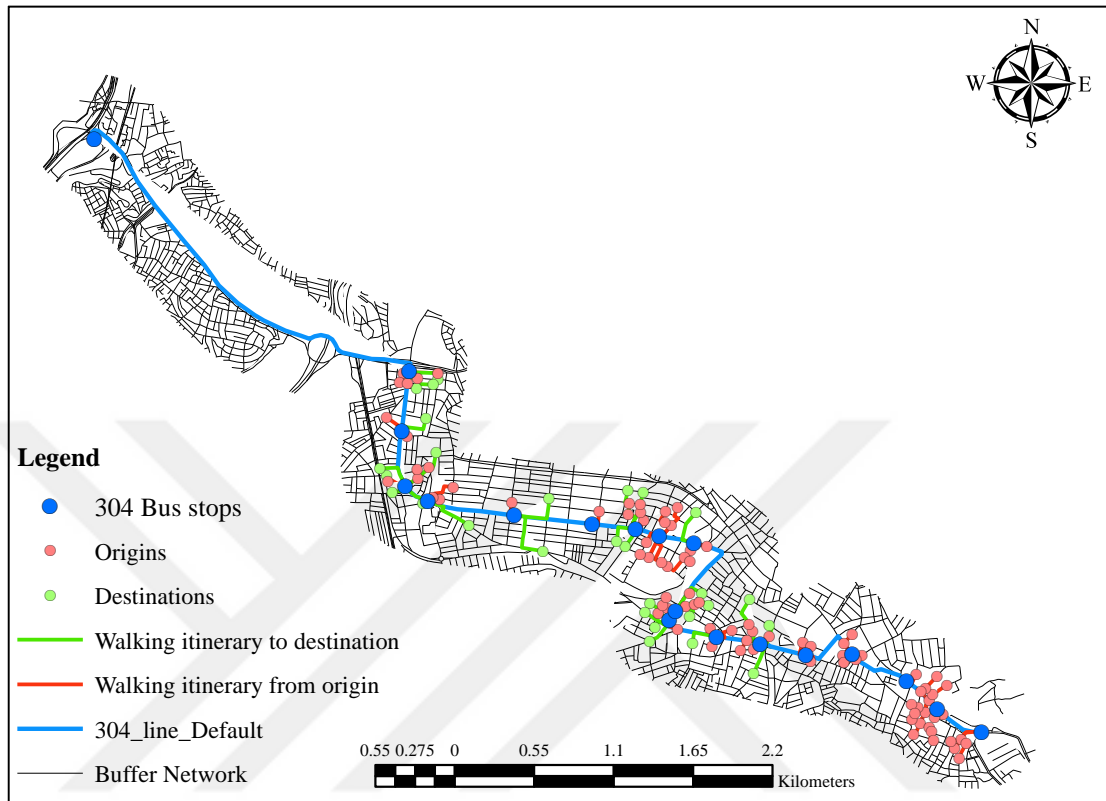 N
W E
S
Legend
304 Bus stops
Origins
Destinations
Walking itinerary to destination
Walking itinerary from origin
304_line_Default
Buffer Network
0.55 0.275 0 0.55 1.1 1.65 2.2
Kilometers